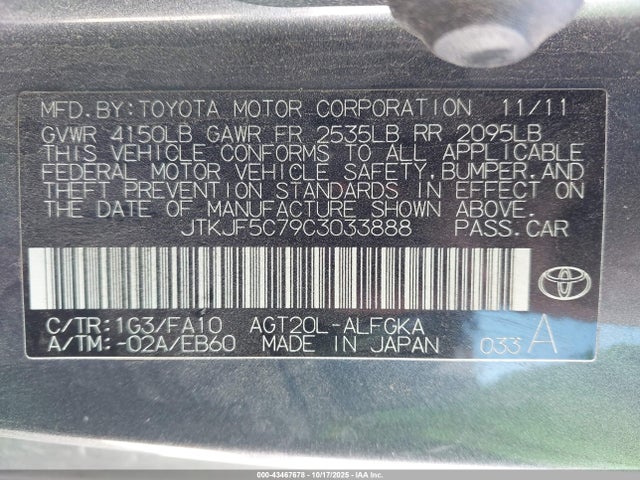 MFD.BY:TOYOTA MOTOR CORPORATION 11/11
GVWR 4150LB GAWR FR 2535LB RR 2095LB
THIS VEHICLE CONFORMS TO ALL APPLICABLE
FEDERAL MOTOR VEHICLE SAFETY,BUMPER,AND
THEFT PREVENTION STANDARDS IN EFFECT ON
THE DATE OF MANUFACTURE SHOWN ABOVE.
JTKJF5C79C3033888 PASS.CAR
C/TR:1G3/FA10 AGT20L-ALFGKA
A/TM:-02A/EB60 MADE IN JAPAN 033 A
000-43467678 - 10/17/2025 - IAAI.COM